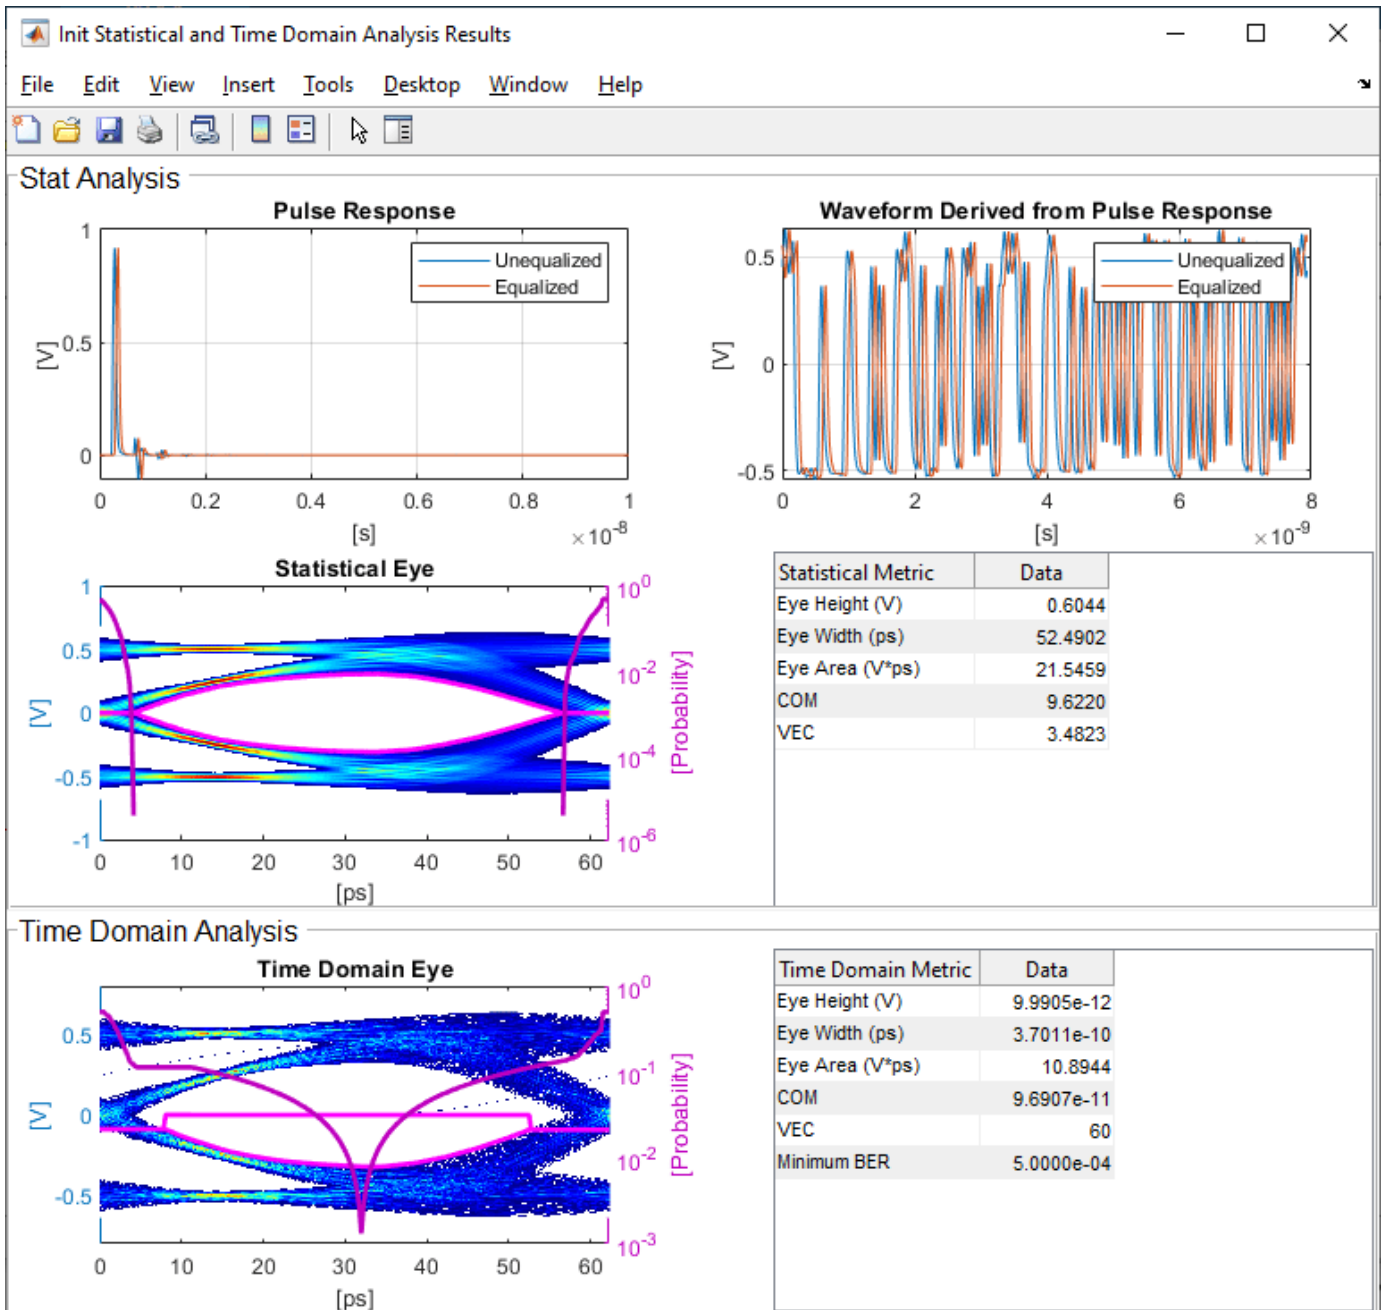 Init Statistical and Time Domain Analysis Results
File Edit View Insert Tools Desktop Window Help
Stat Analysis
Pulse Response
[V]
1
0.5
0
Unequalized
Equalized
0 0.2 0.4 0.6 0.8 1
[s] ×10^-8
Waveform Derived from Pulse Response
[V]
0.5
0
-0.5
Unequalized
Equalized
0 2 4 6 8
[s] ×10^-9
Statistical Eye
[V]
1
0.5
0
-0.5
-1
10^0
10^-2
10^-4
10^-6
[Probability]
0 10 20 30 40 50 60
[ps]
Statistical Metric Data
Eye Height (V) 0.6044
Eye Width (ps) 52.4902
Eye Area (V*ps) 21.5459
COM 9.6220
VEC 3.4823
Time Domain Analysis
Time Domain Eye
[V]
0.5
0
-0.5
10^0
10^-1
10^-2
10^-3
[Probability]
0 10 20 30 40 50 60
[ps]
Time Domain Metric Data
Eye Height (V) 9.9905e-12
Eye Width (ps) 3.7011e-10
Eye Area (V*ps) 10.8944
COM 9.6907e-11
VEC 60
Minimum BER 5.0000e-04